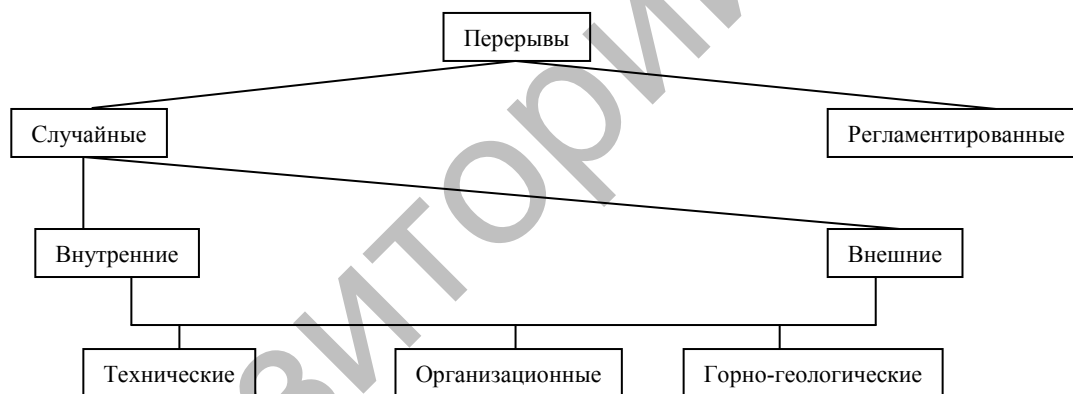 Перерывы
Случайные
Регламентированные
Внутренние
Внешние
Технические
Организационные
Горно-геологические